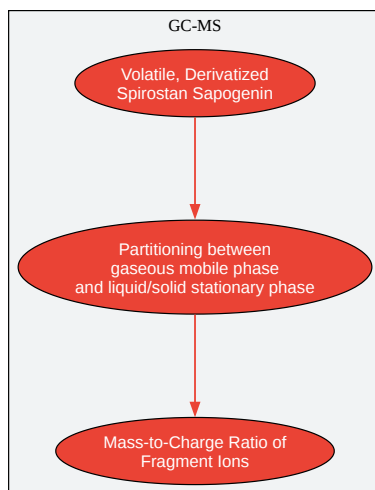 GC-MS
Volatile, Derivatized
Spirostan Sapogenin
Partitioning between
gaseous mobile phase
and liquid/solid stationary phase
Mass-to-Charge Ratio of
Fragment Ions